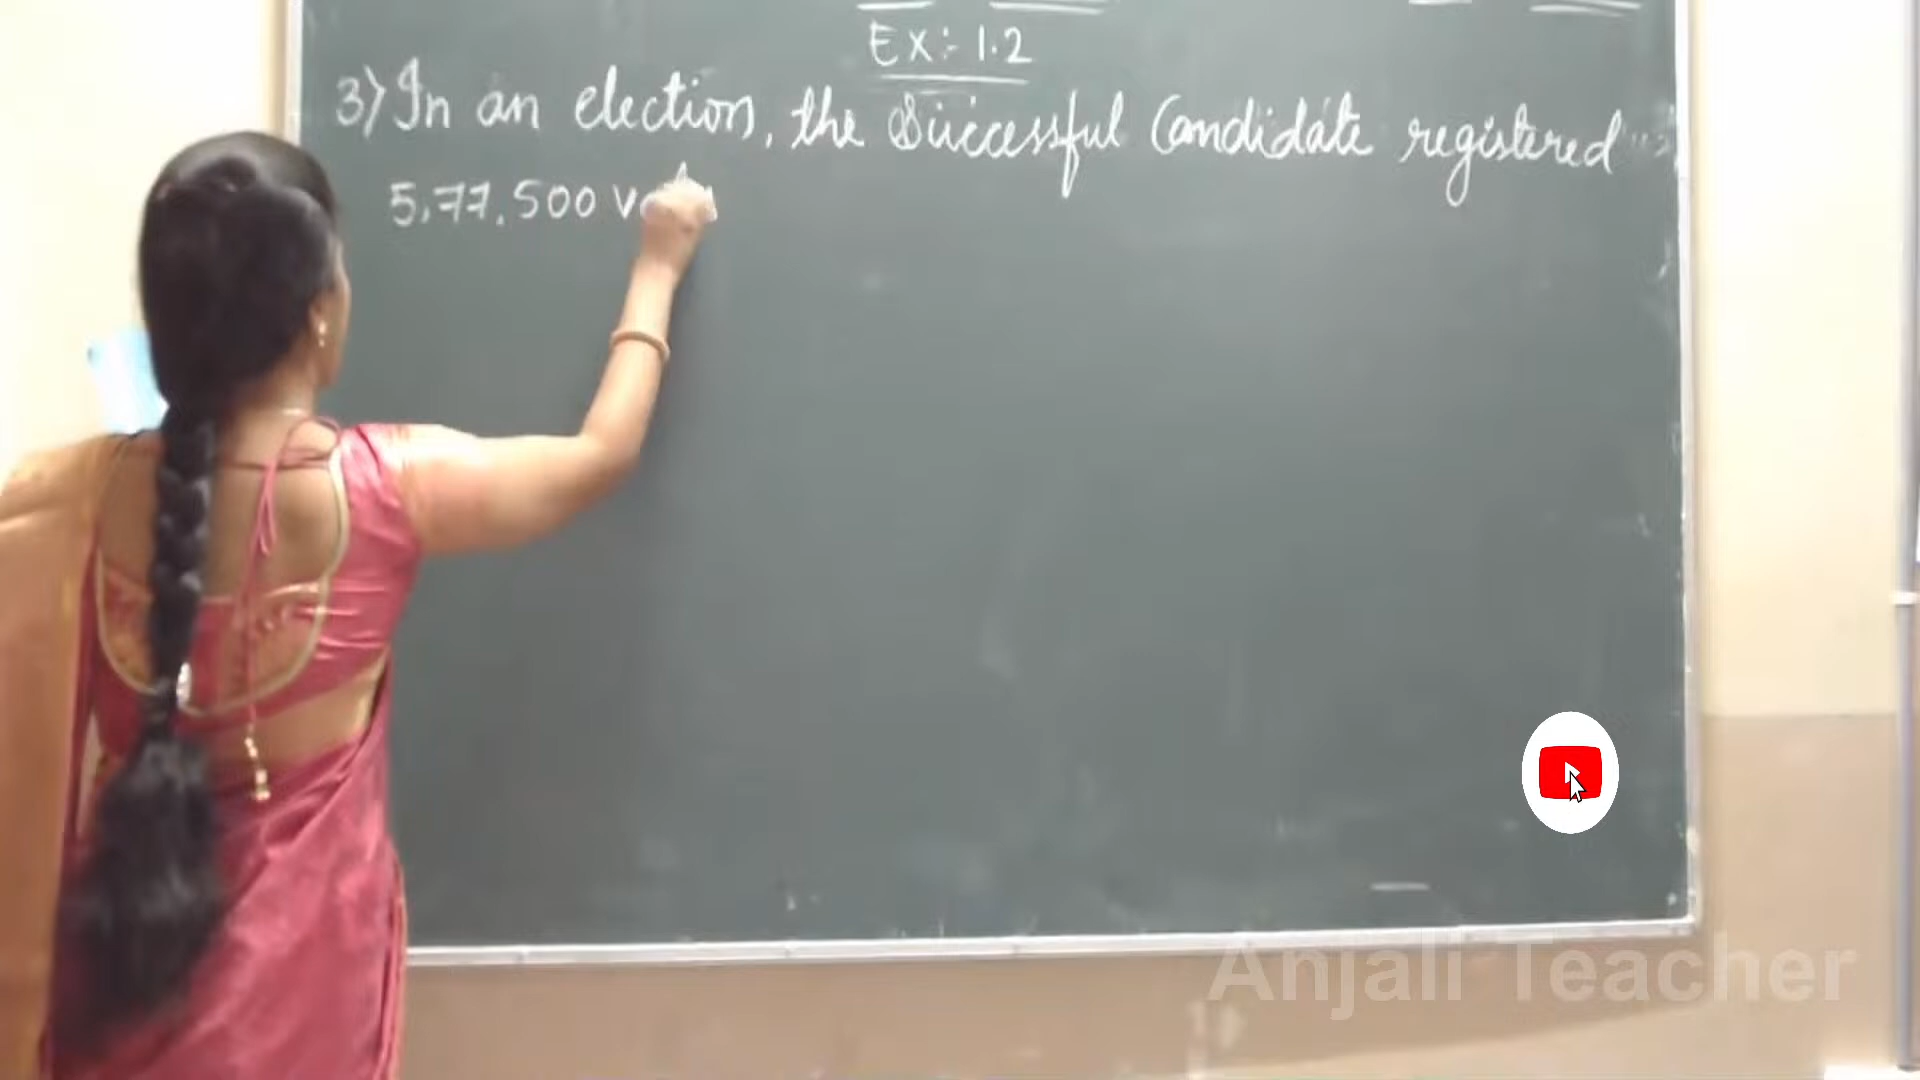 Ex:- 1.2
3) In an election, the Successful Candidate registered
5,77,500
Anjali Teacher